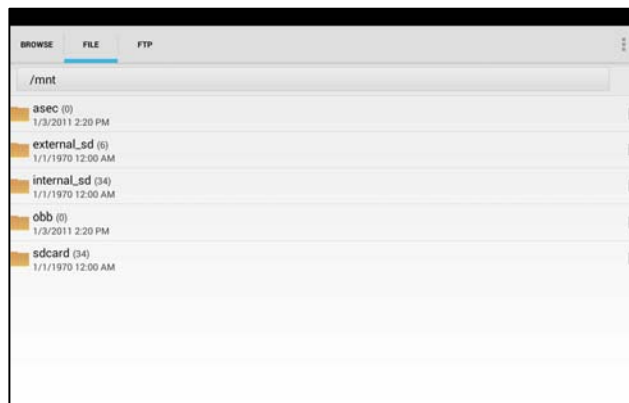 BROWSE FILE FTP
/mnt
asec (0)
1/3/2011 2:20 PM
external_sd (6)
1/1/1970 12:00 AM
internal_sd (34)
1/1/1970 12:00 AM
obb (0)
1/3/2011 2:20 PM
sdcard (34)
1/1/1970 12:00 AM